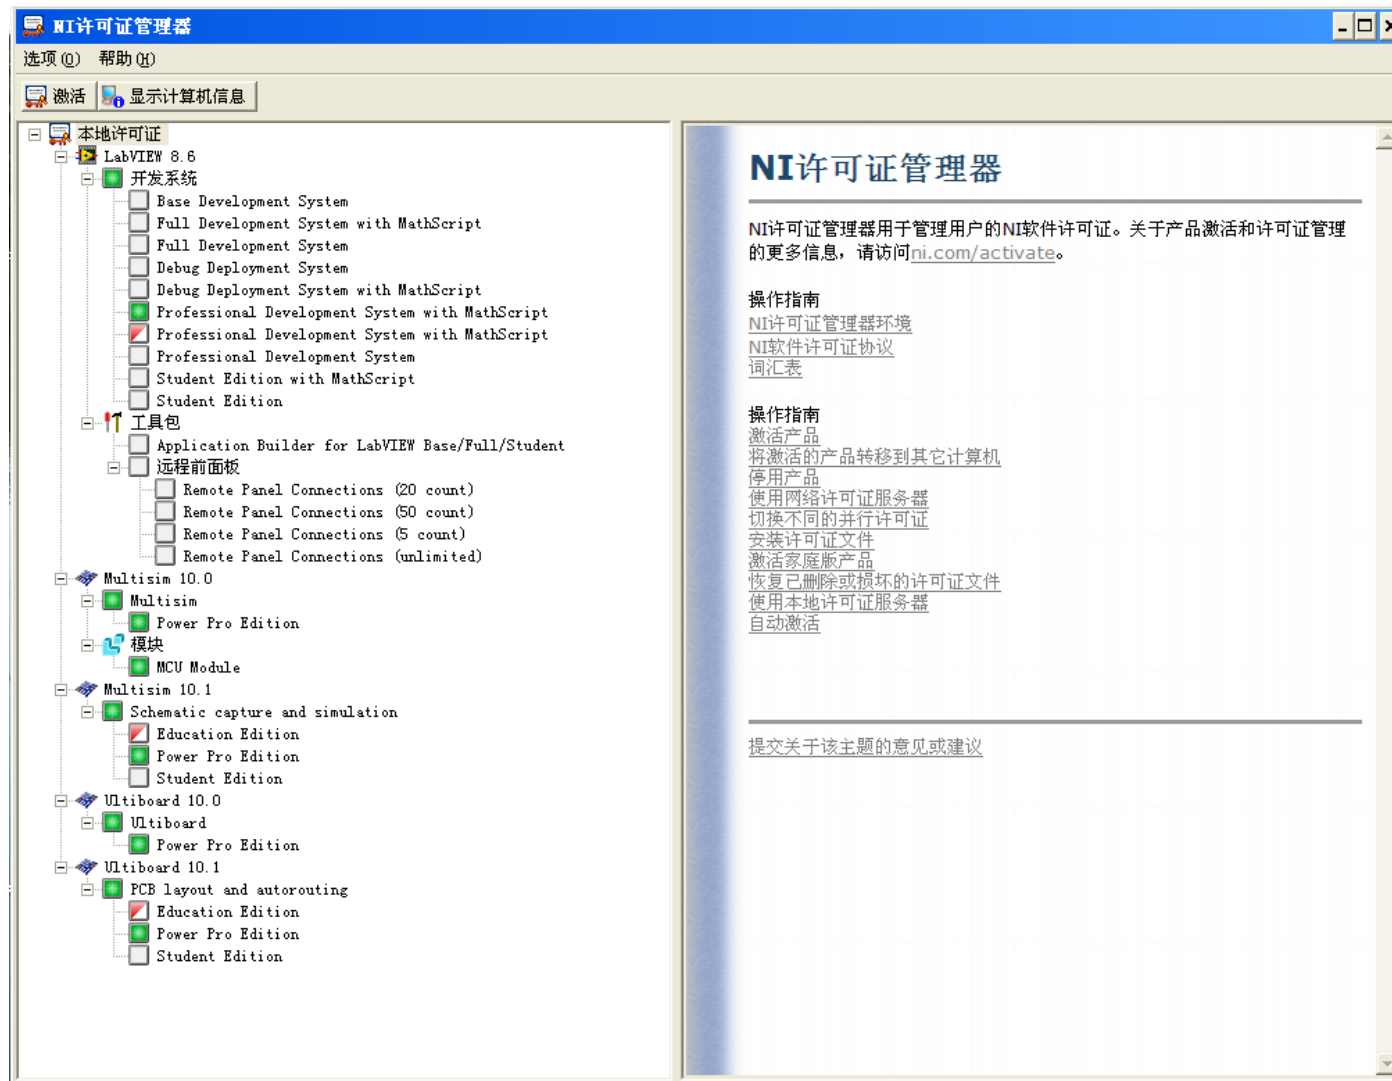 NI许可证管理器
选项(O) 帮助(H)
激活 显示计算机信息
本地许可证
LabVIEW 8.6
开发系统
Base Development System
Full Development System with MathScript
Full Development System
Debug Deployment System
Debug Deployment System with MathScript
Professional Development System with MathScript
Professional Development System with MathScript
Professional Development System
Student Edition with MathScript
Student Edition
工具包
Application Builder for LabVIEW Base/Full/Student
远程前面板
Remote Panel Connections (20 count)
Remote Panel Connections (50 count)
Remote Panel Connections (5 count)
Remote Panel Connections (unlimited)
Multisim 10.0
Multisim
Power Pro Edition
模块
MCU Module
Multisim 10.1
Schematic capture and simulation
Education Edition
Power Pro Edition
Student Edition
Ultiboard 10.0
Ultiboard
Power Pro Edition
Ultiboard 10.1
PCB layout and autorouting
Education Edition
Power Pro Edition
Student Edition
NI许可证管理器
NI许可证管理器用于管理用户的NI软件许可证。关于产品激活和许可证管理
的更多信息，请访问ni.com/activate。
操作指南
NI许可证管理器环境
NI软件许可证协议
词汇表
操作指南
激活产品
将激活的产品转移到其它计算机
停用产品
使用网络许可证服务器
切换不同的并行许可证
安装许可证文件
激活家庭版产品
恢复已删除或损坏的许可证文件
使用本地许可证服务器
自动激活
提交关于该主题的意见或建议